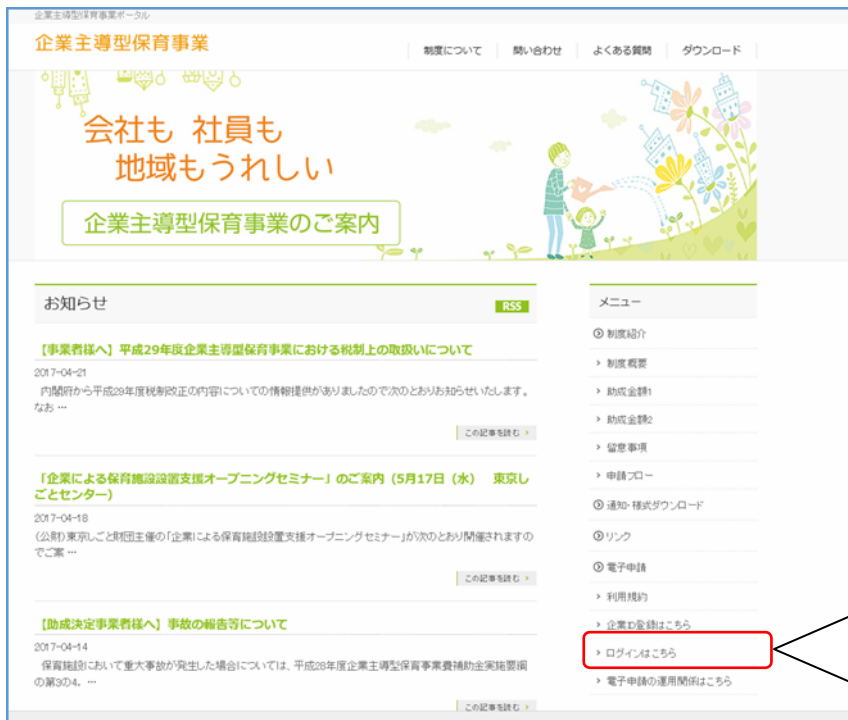 企業主導型保育事業ポータル
企業主導型保育事業
制度について
問い合わせ
よくある質問
ダウンロード
会社も 社員も
地域もうれしい
企業主導型保育事業のご案内
お知らせ
RSS
【事業者様へ】平成29年度企業主導型保育事業における税制上の取扱いについて
2017-04-21
内閣府から平成29年度税制改正の内容についての情報提供がありましたので次のとおりお知らせいたします。
なお …
この記事を読む
「企業による保育施設設置支援オープニングセミナー」のご案内(5月17日(水) 東京し
ごとセンター)
2017-04-18
(公財)東京しごと財団主催の「企業による保育施設設置支援オープニングセミナー」が次のとおり開催されますの
でご案 …
この記事を読む
【助成決定事業者様へ】事故の報告等について
2017-04-14
保育施設において重大事故が発生した場合については、平成28年度企業主導型保育事業費補助金実施要綱
の第3の4. …
この記事を読む
メニュー
制度紹介
制度概要
助成金額1
助成金額2
留意事項
申請フロー
通知・様式ダウンロード
リンク
電子申請
利用規約
企業ID登録はこちら
ログインはこちら
電子申請の運用関係はこちら